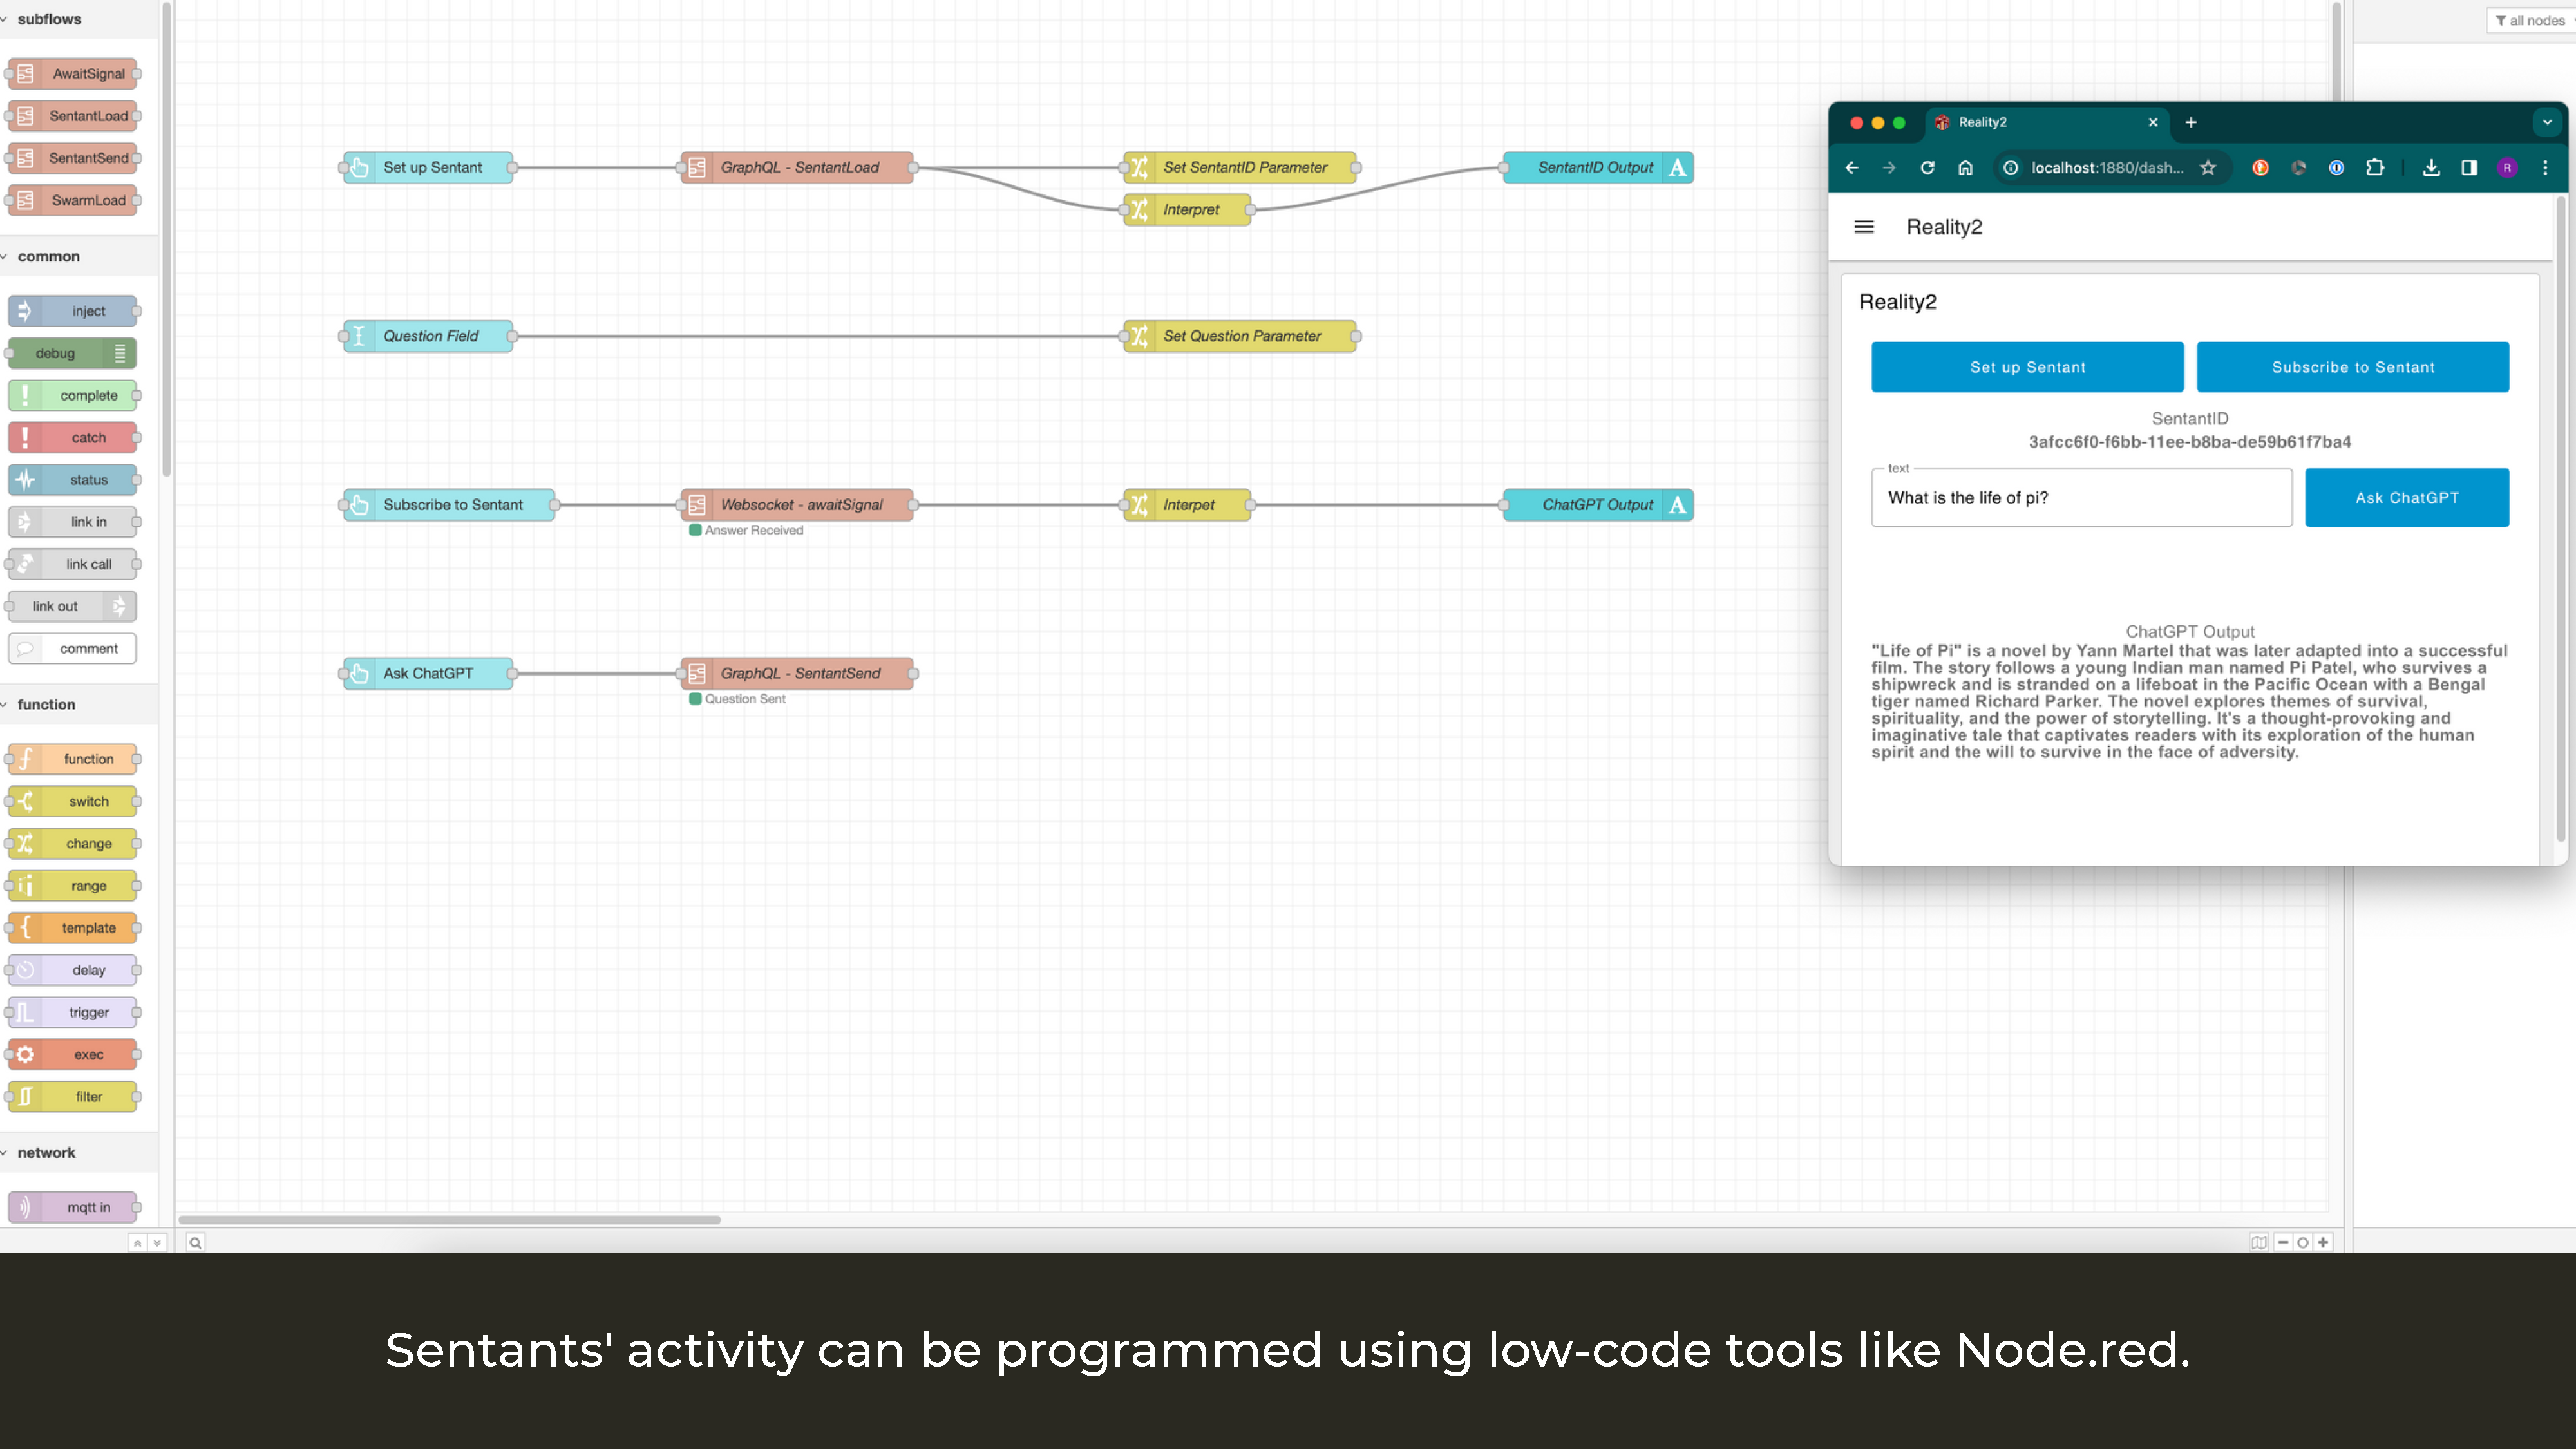 subflows
AwaitSignal
SentantLoad
SentantSend
SwarmLoad
common
inject
debug
complete
catch
status
link in
link call
link out
comment
function
function
switch
change
range
template
delay
trigger
exec
filter
network
mqtt in
Set up Sentant
GraphQL - SentantLoad
Set SentantID Parameter
SentantID Output
A
Interpret
Question Field
Set Question Parameter
Subscribe to Sentant
Websocket - awaitSignal
Interpet
ChatGPT Output
A
Answer Received
Ask ChatGPT
GraphQL - SentantSend
Question Sent
all nodes
Reality2
localhost:1880/dash...
R
Reality2
Reality2
Set up Sentant
Subscribe to Sentant
SentantID
3afcc6f0-f6bb-11ee-b8ba-de59b61f7ba4
text
What is the life of pi?
Ask ChatGPT
ChatGPT Output
"Life of Pi" is a novel by Yann Martel that was later adapted into a successful
film. The story follows a young Indian man named Pi Patel, who survives a
shipwreck and is stranded on a lifeboat in the Pacific Ocean with a Bengal
tiger named Richard Parker. The novel explores themes of survival,
spirituality, and the power of storytelling. It's a thought-provoking and
imaginative tale that captivates readers with its exploration of the human
spirit and the will to survive in the face of adversity.
Sentants' activity can be programmed using low-code tools like Node.red.